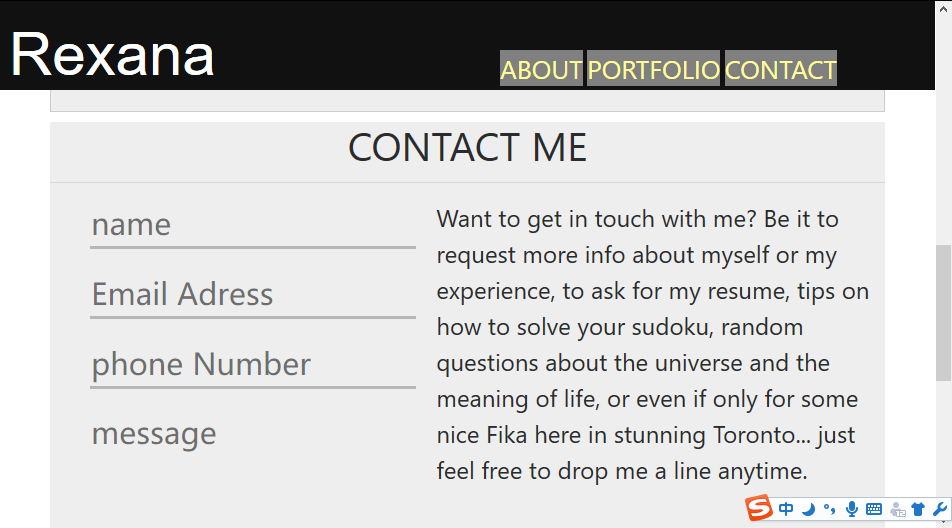 Rexana
ABOUT PORTFOLIO CONTACT
CONTACT ME
name
Email Adress
phone Number
message
Want to get in touch with me? Be it to
request more info about myself or my
experience, to ask for my resume, tips on
how to solve your sudoku, random
questions about the universe and the
meaning of life, or even if only for some
nice Fika here in stunning Toronto... just
feel free to drop me a line anytime.
S 中